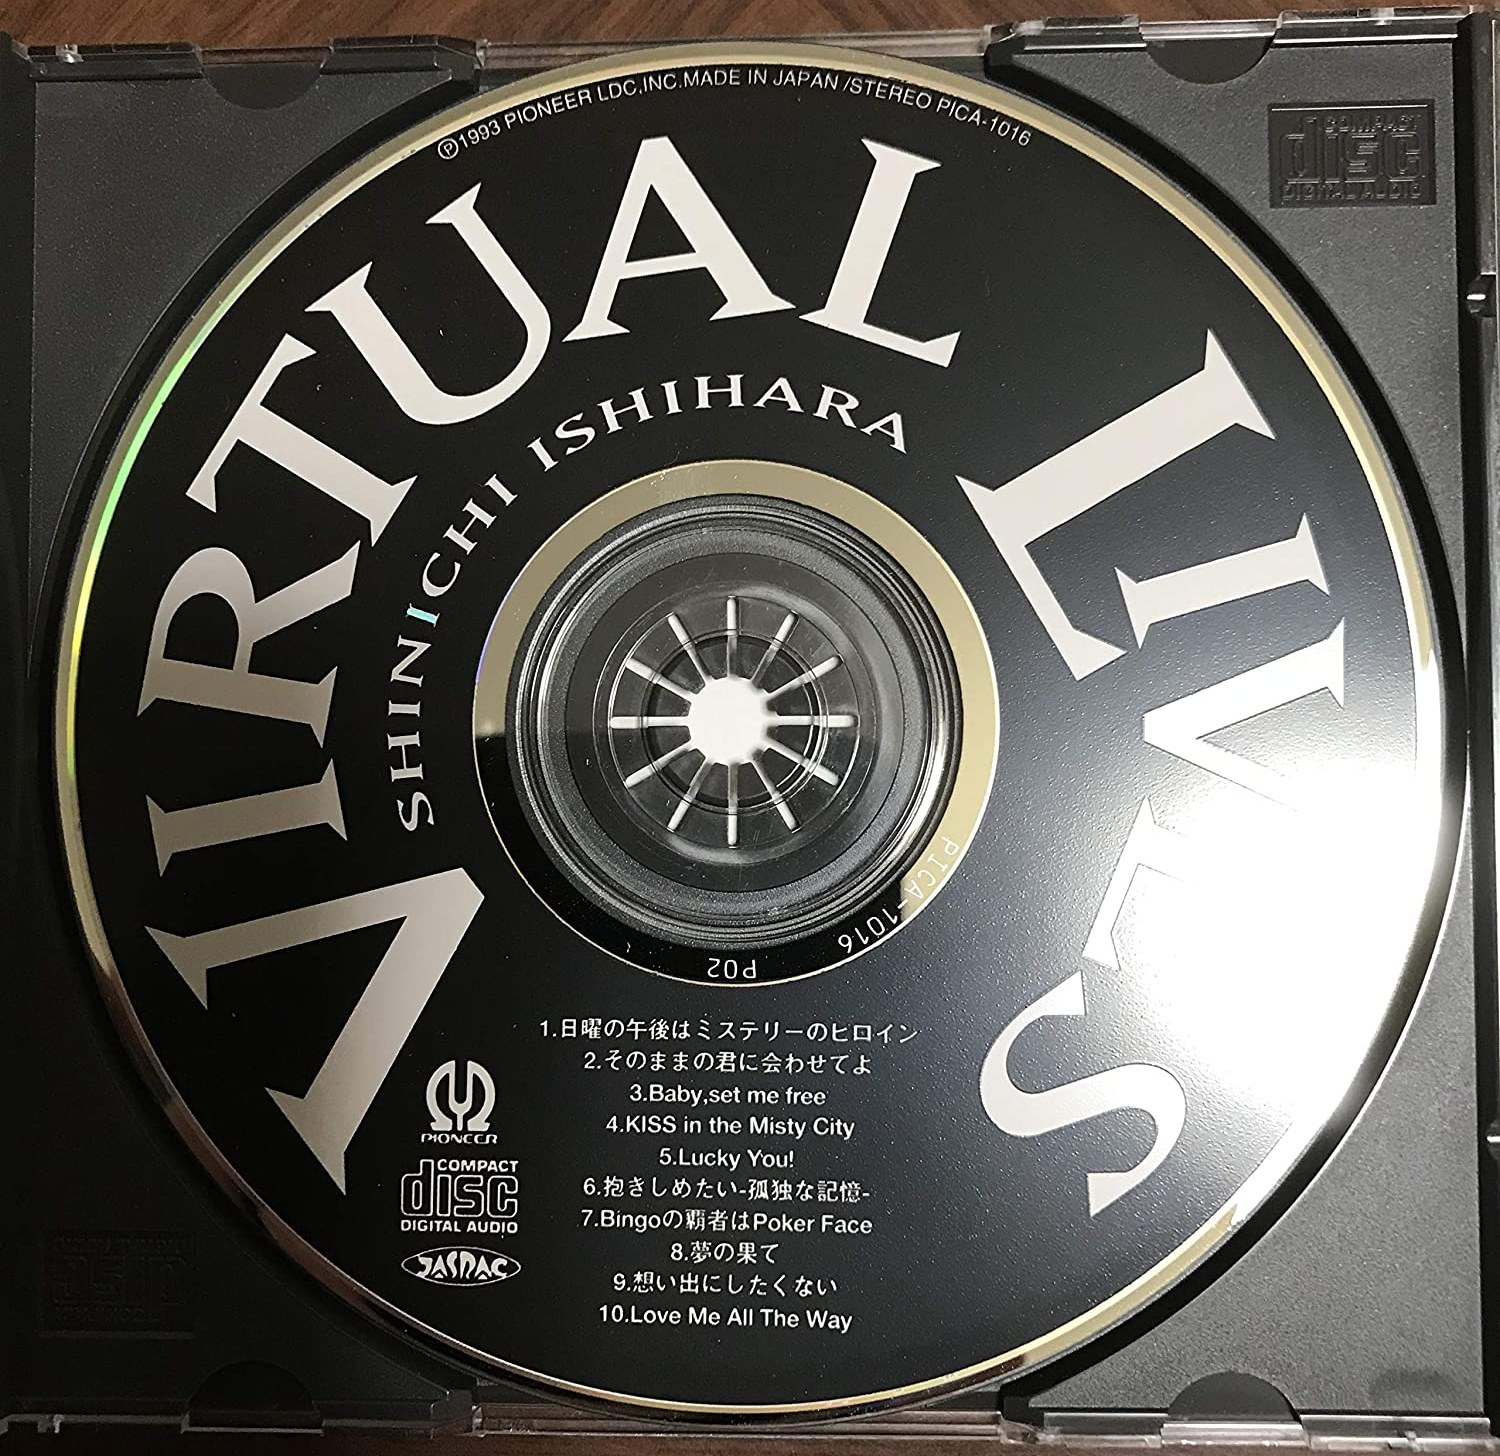 ℗1993 PIONEER LDC,INC.MADE IN JAPAN /STEREO PICA-1016
VIRTUAL LIVES
SHINICHI ISHIHARA
COMPACT
disc
DIGITAL AUDIO
PICA-1016
P02
1.日曜の午後はミステリーのヒロイン
2.そのままの君に会わせてよ
3.Baby,set me free
4.KISS in the Misty City
5.Lucky You!
6.抱きしめたい-孤独な記憶-
7.Bingoの覇者はPoker Face
8.夢の果て
9.想い出にしたくない
10.Love Me All The Way
PIONEER
COMPACT
disc
DIGITAL AUDIO
JASRAC